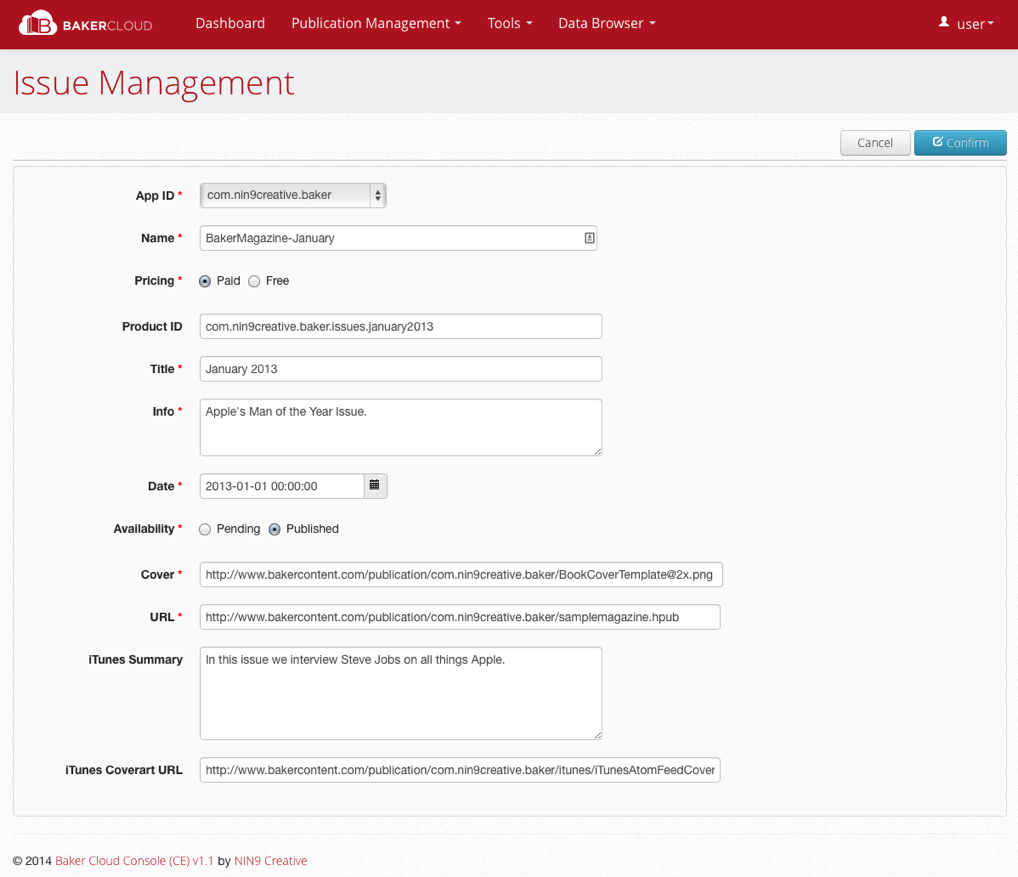 BAKERCLOUD Dashboard Publication Management Tools Data Browser user
Issue Management
Cancel Confirm
App ID * com.nin9creative.baker
Name * BakerMagazine-January
Pricing * Paid Free
Product ID com.nin9creative.baker.issues.january2013
Title * January 2013
Info * Apple's Man of the Year Issue.
Date * 2013-01-01 00:00:00
Availability * Pending Published
Cover * http://www.bakercontent.com/publication/com.nin9creative.baker/BookCoverTemplate@2x.png
URL * http://www.bakercontent.com/publication/com.nin9creative.baker/samplemagazine.hpub
iTunes Summary In this issue we interview Steve Jobs on all things Apple.
iTunes Coverart URL http://www.bakercontent.com/publication/com.nin9creative.baker/itunes/iTunesAtomFeedCover
© 2014 Baker Cloud Console (CE) v1.1 by NIN9 Creative